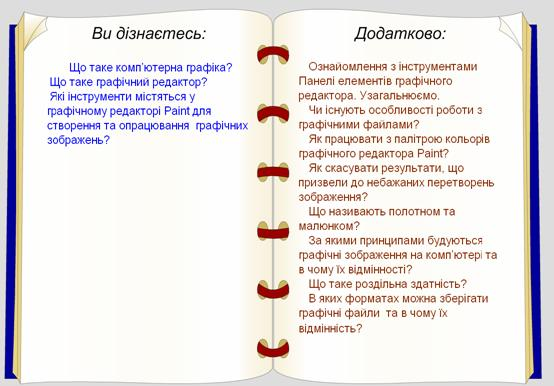 Ви дізнаєтесь:
Що таке комп'ютерна графіка?
Що таке графічний редактор?
Які інструменти містяться у
графічному редакторі Paint для
створення та опрацювання графічних
зображень?
Додатково:
Ознайомлення з інструментами
Панелі елементів графічного
редактора. Узагальнюємо.
Чи існують особливості роботи з
графічними файлами?
Як працювати з палітрою кольорів
графічного редактора Paint?
Як скасувати результати, що
призвели до небажаних перетворень
зображення?
Що називають полотном та
малюнком?
За якими принципами будуються
графічні зображення на комп'ютері та
в чому їх відмінності?
Що таке роздільна здатність?
В яких форматах можна зберігати
графічні файли та в чому їх
відмінність?